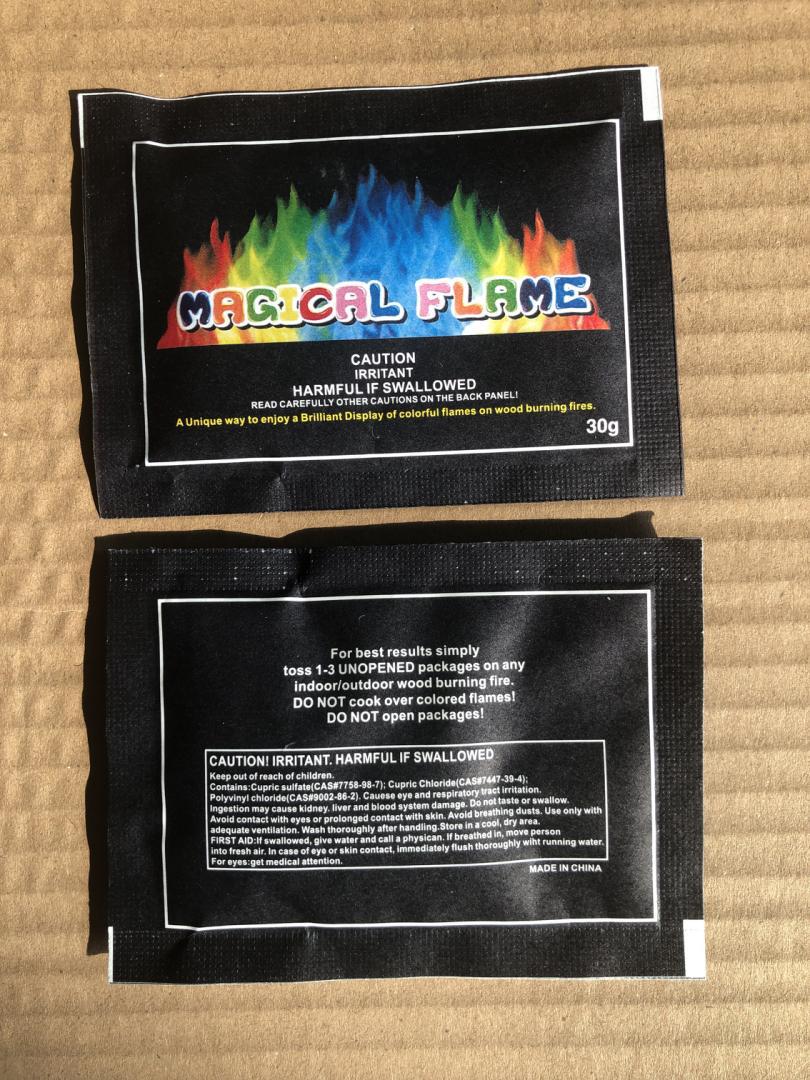 MAGICAL FLAME
CAUTION
IRRITANT
HARMFUL IF SWALLOWED
READ CAREFULLY OTHER CAUTIONS ON THE BACK PANEL!
A Unique way to enjoy a Brilliant Display of colorful flames on wood burning fires.
30g
For best results simply
toss 1-3 UNOPENED packages on any
indoor/outdoor wood burning fire.
DO NOT cook over colored flames!
DO NOT open packages!
CAUTION! IRRITANT. HARMFUL IF SWALLOWED
Keep out of reach of children.
Contains:Cupric sulfate(CAS#7758-98-7); Cupric Chloride(CAS#7447-39-4);
Polyvinyl chloride(CAS#9002-86-2). Cauese eye and respiratory tract irritation.
Ingestion may cause kidney. liver and blood system damage. Do not taste or swallow.
Avoid contact with eyes or prolonged contact with skin. Avoid breathing dusts. Use only with
adequate ventilation. Wash thoroughly after handling.Store in a cool, dry area.
FIRST AID:If swallowed, give water and call a physican. If breathed in, move person
into fresh air. In case of eye or skin contact, immediately flush thoroughly wiht running water.
For eyes:get medical attention.
MADE IN CHINA